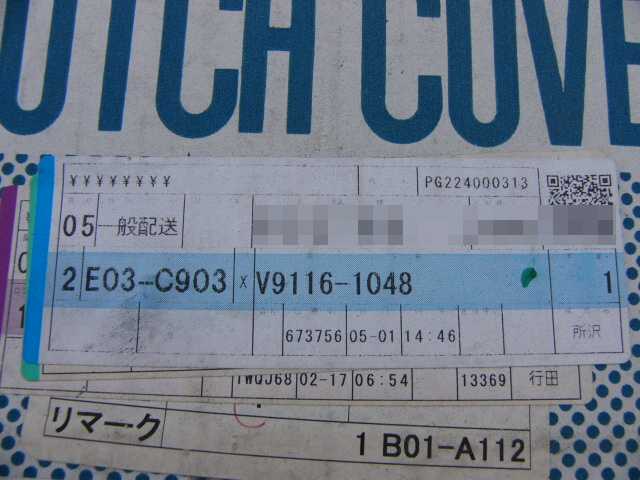 UTCH COVE
¥¥¥¥¥¥¥¥ PG224000313
05 一般配送
2 E03-C903 × V9116-1048 1
673756 05-01 14:46 所沢
TWQJ68 02-17 06:54 13369 行田
リマーク 1 B01-A112